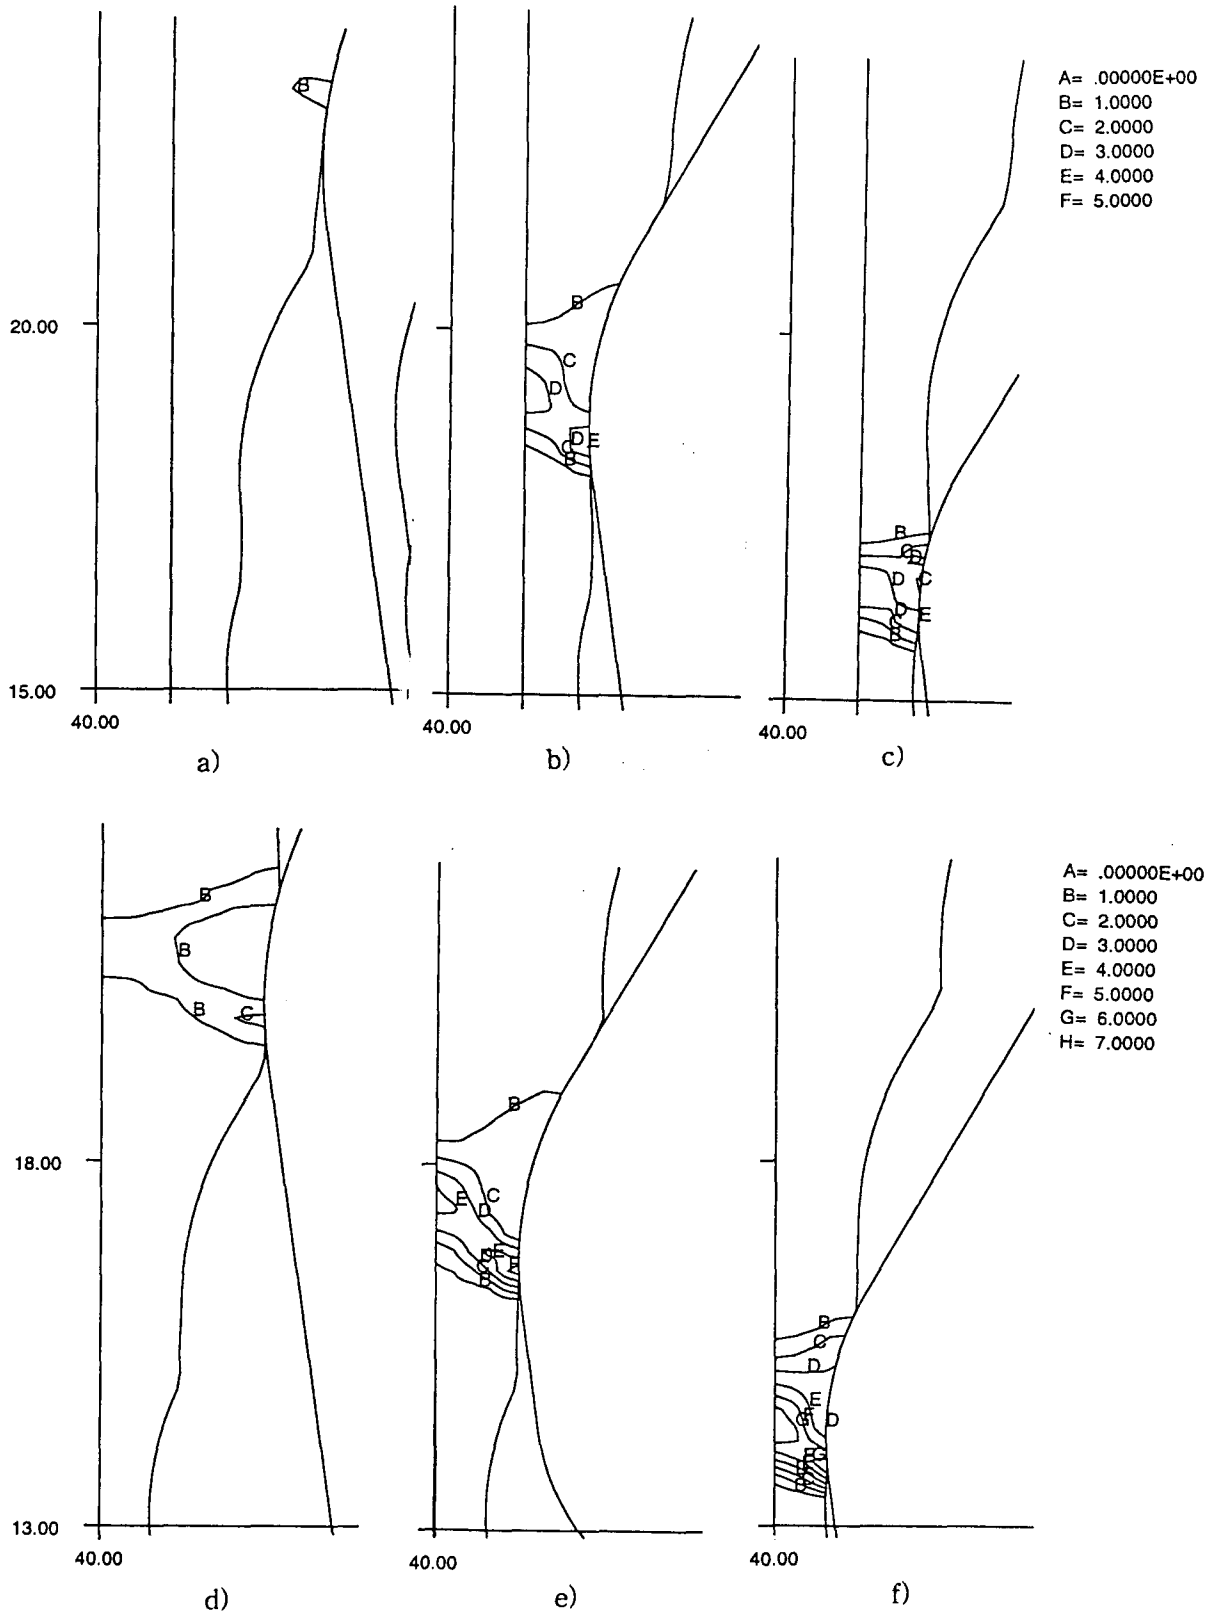 A= .00000E+00
B= 1.0000
C= 2.0000
D= 3.0000
E= 4.0000
F= 5.0000
B
20.00
B
C
D
D E
C
B
B
C
D
D C
D E
C
B
15.00
40.00
40.00
40.00
a)
b)
c)
A= .00000E+00
B= 1.0000
C= 2.0000
D= 3.0000
E= 4.0000
F= 5.0000
G= 6.0000
H= 7.0000
B
B
B C
18.00
B
C
E
D
E
B
B
C
D
E
G D
G
13.00
40.00
40.00
40.00
d)
e)
f)